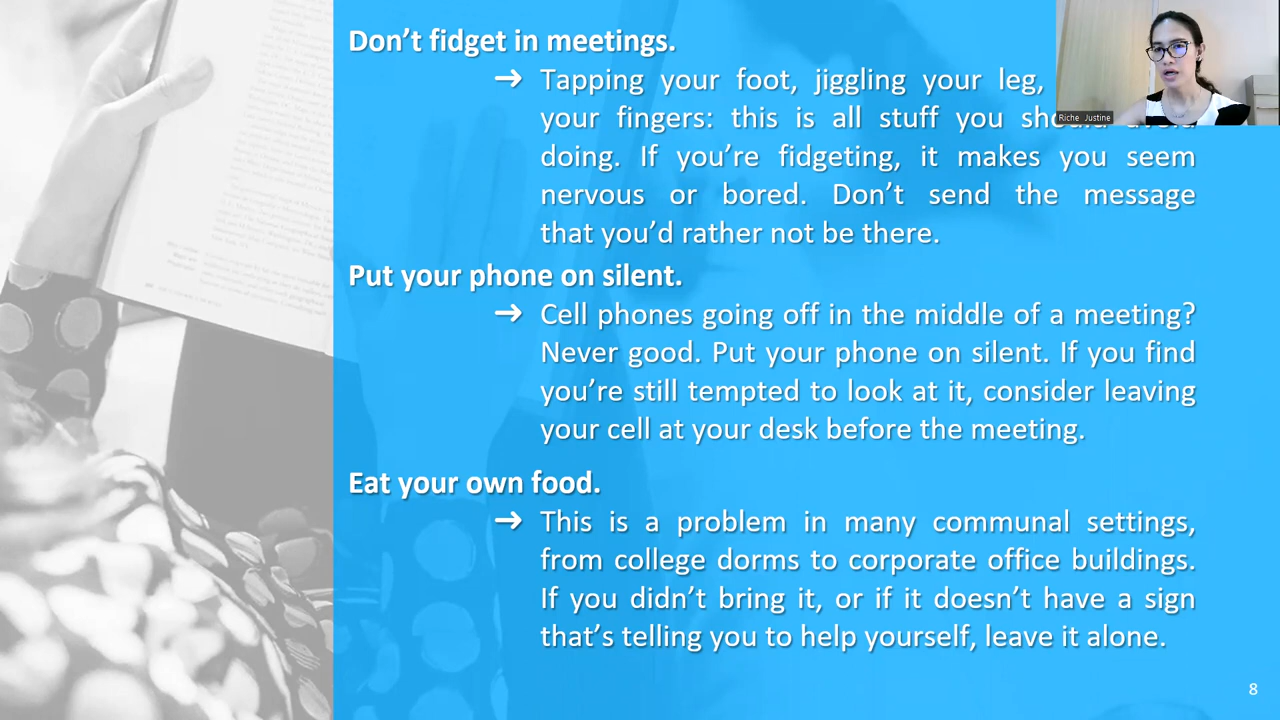 Don’t fidget in meetings.
➔ Tapping your foot, jiggling your leg,
your fingers: this is all stuff you should avoid
doing. If you’re fidgeting, it makes you seem
nervous or bored. Don’t send the message
that you’d rather not be there.
Put your phone on silent.
➔ Cell phones going off in the middle of a meeting?
Never good. Put your phone on silent. If you find
you’re still tempted to look at it, consider leaving
your cell at your desk before the meeting.
Eat your own food.
➔ This is a problem in many communal settings,
from college dorms to corporate office buildings.
If you didn’t bring it, or if it doesn’t have a sign
that’s telling you to help yourself, leave it alone.
Riche Justine
8